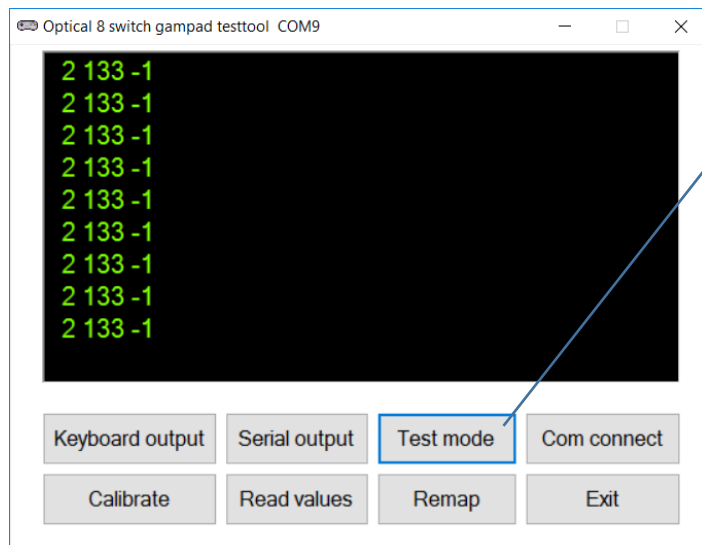 Optical 8 switch gampad testtool COM9
2 133 -1
2 133 -1
2 133 -1
2 133 -1
2 133 -1
2 133 -1
2 133 -1
2 133 -1
2 133 -1
Keyboard output Serial output Test mode Com connect
Calibrate Read values Remap Exit